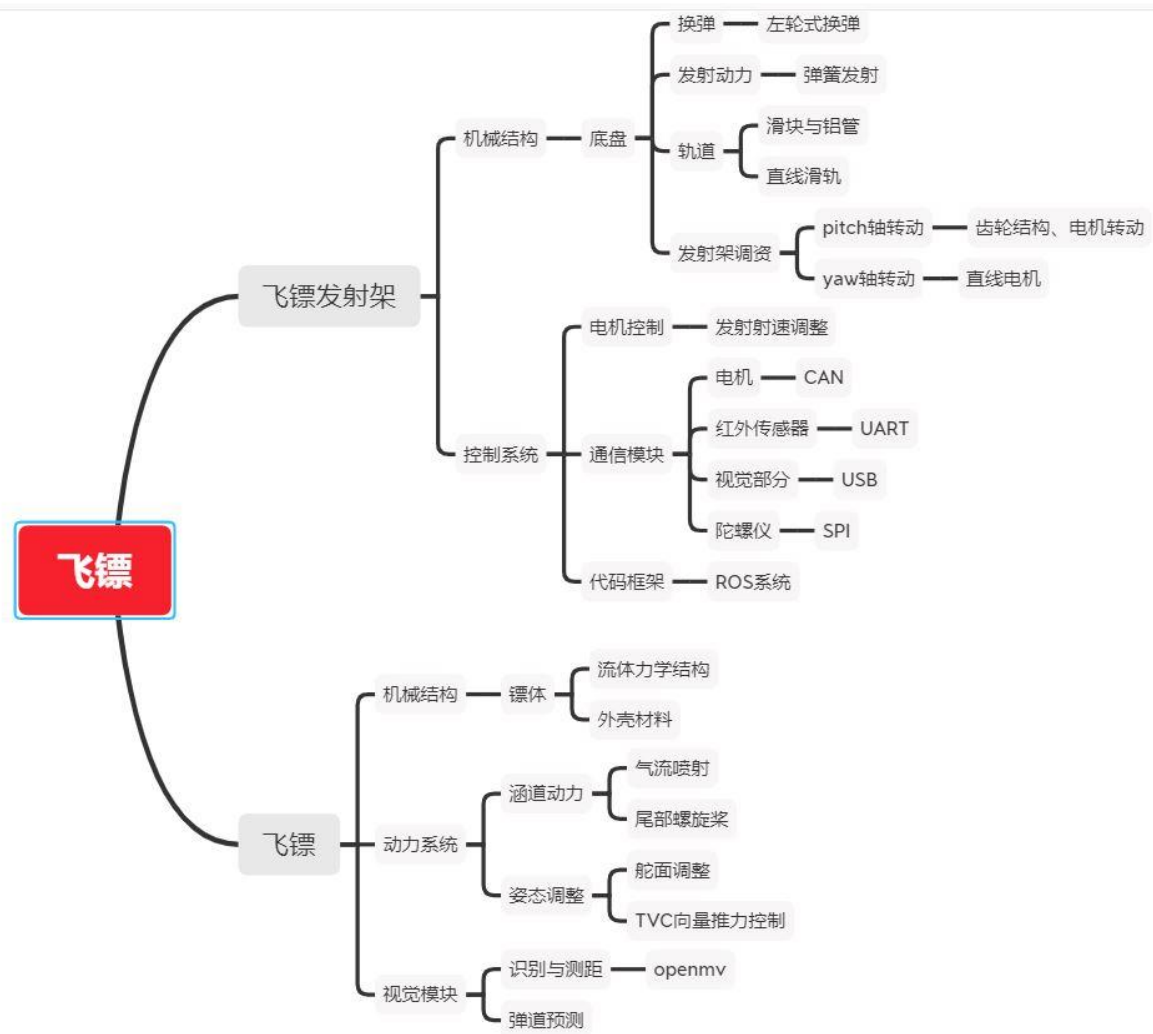 飞镖
飞镖发射架
机械结构
底盘
换弹
左轮式换弹
发射动力
弹簧发射
轨道
滑块与铝管
直线滑轨
发射架调资
pitch轴转动
齿轮结构、电机转动
yaw轴转动
直线电机
控制系统
电机控制
发射射速调整
通信模块
电机
CAN
红外传感器
UART
视觉部分
USB
陀螺仪
SPI
代码框架
ROS系统
飞镖
机械结构
镖体
流体力学结构
外壳材料
动力系统
涵道动力
气流喷射
尾部螺旋桨
姿态调整
舵面调整
TVC向量推力控制
视觉模块
识别与测距
openmv
弹道预测